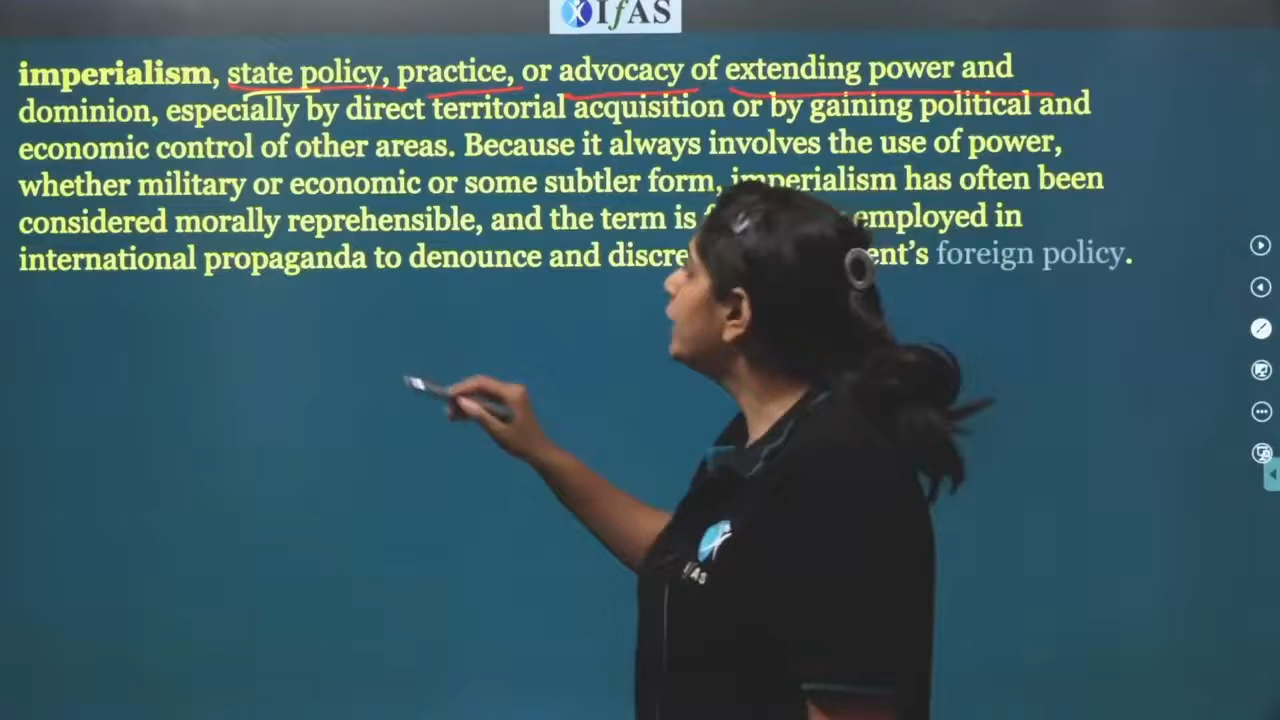 IfAS
imperialism, state policy, practice, or advocacy of extending power and
dominion, especially by direct territorial acquisition or by gaining political and
economic control of other areas. Because it always involves the use of power,
whether military or economic or some subtler form, imperialism has often been
considered morally reprehensible, and the term is employed in
international propaganda to denounce and foreign policy.
IfAS